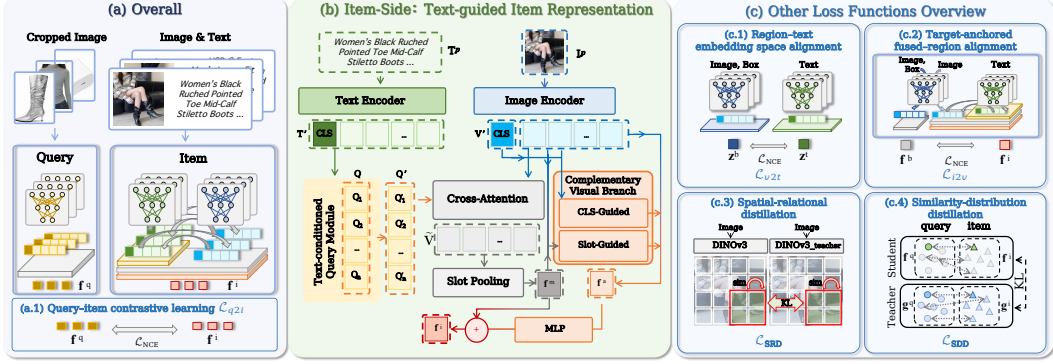 (a) Overall
Cropped Image
Image & Text
Women's Black
Ruched Pointed
Toe Mid-Calf
Stiletto Boots ...
Query
Item
f q
f i
(a.1) Query-item contrastive learning ℒq2i
f q
ℒNCE
f i
(b) Item-Side: Text-guided Item Representation
Women's Black Ruched
Pointed Toe Mid-Calf
Stiletto Boots ...
Tp
Ip
Text Encoder
Image Encoder
T'
CLS
...
V'
CLS
...
Text-conditioned
Query Module
Q
Q'
Q1
Q2
...
Q'1
Q'2
...
Cross-Attention
Complementary
Visual Branch
CLS-Guided
Slot-Guided
Ṽ
...
Slot Pooling
f m
f i
+
MLP
(c) Other Loss Functions Overview
(c.1) Region-text
embedding space alignment
Image, Box
Text
zb
zt
ℒNCE
ℒv2t
(c.2) Target-anchored
fused-region alignment
Image,
Box
Image
Text
f b
ℒNCE
f i
ℒi2v
(c.3) Spatial-relational
distillation
Image
Image
DINOv3
DINOv3_teacher
sim
KL
sim
ℒSRD
(c.4) Similarity-distribution
distillation
query
item
Student
f q
f i
KL
Teacher
g q
g i
ℒSDD